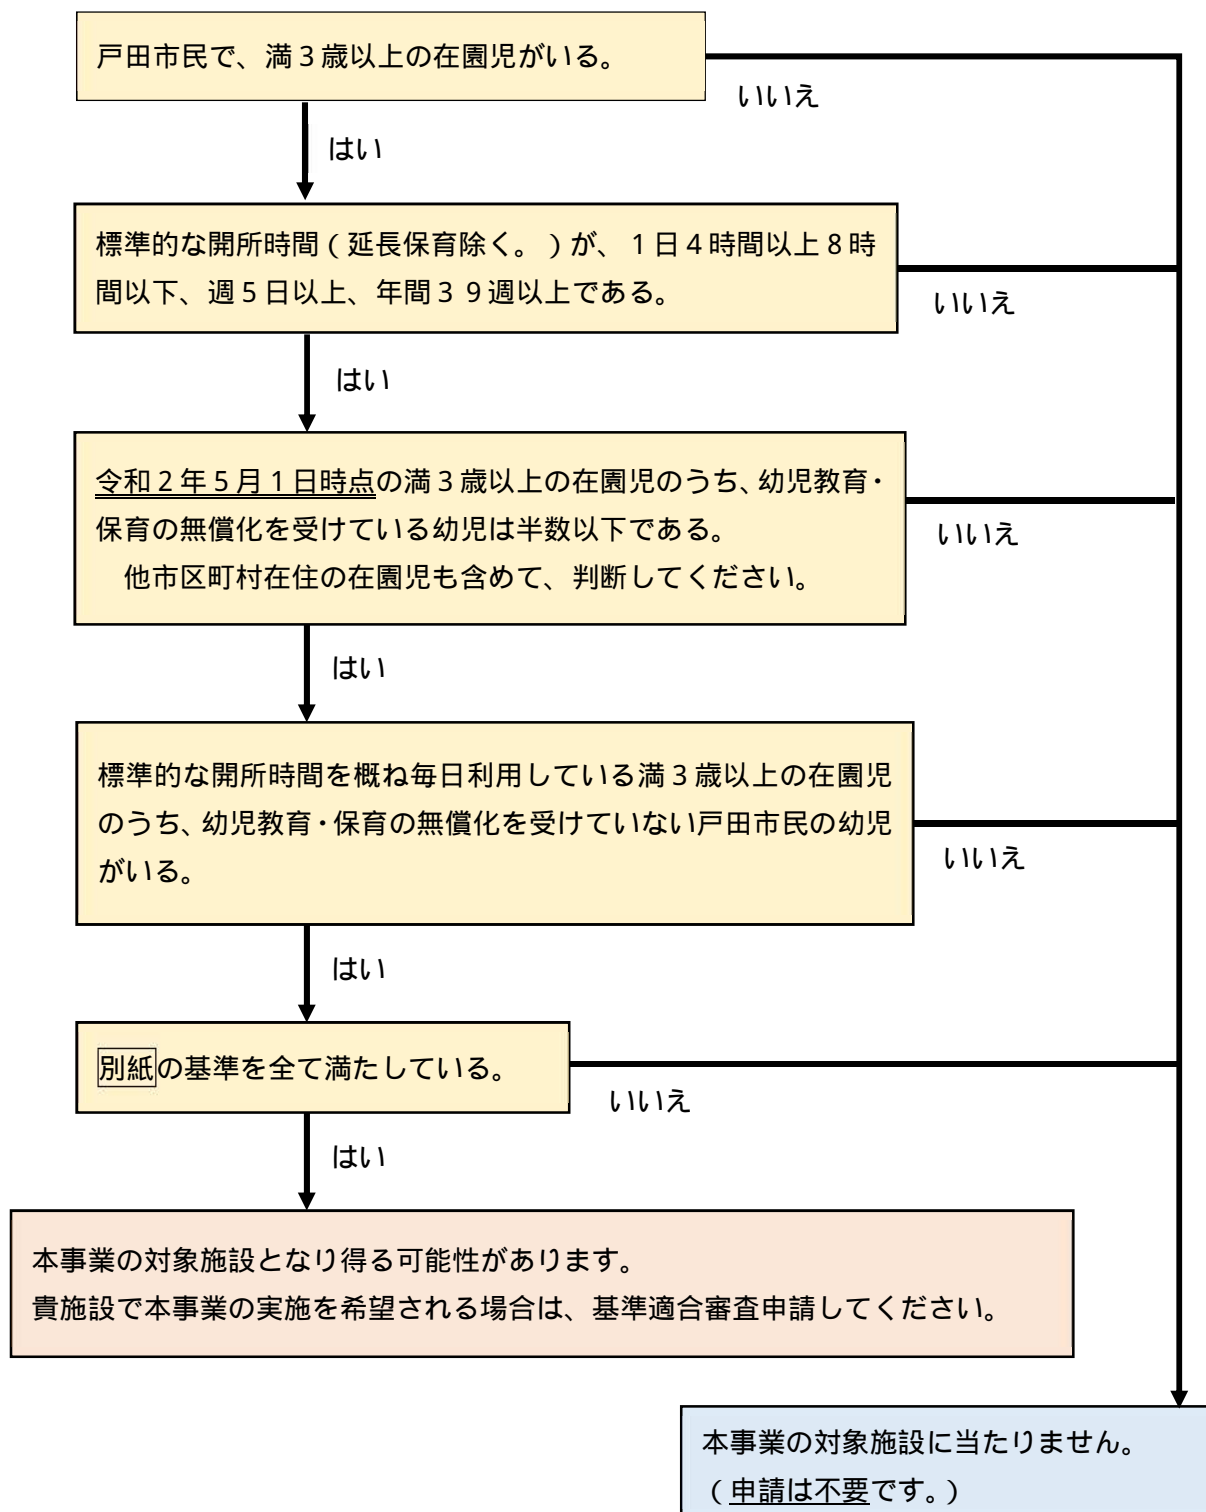 戸田市民で、満３歳以上の在園児がいる。
いいえ
はい
標準的な開所時間（延長保育除く。）が、１日４時間以上８時
間以下、週５日以上、年間３９週以上である。
いいえ
はい
令和２年５月１日時点の満３歳以上の在園児のうち、幼児教育・
保育の無償化を受けている幼児は半数以下である。
他市区町村在住の在園児も含めて、判断してください。
いいえ
はい
標準的な開所時間を概ね毎日利用している満３歳以上の在園児
のうち、幼児教育・保育の無償化を受けていない戸田市民の幼児
がいる。
いいえ
はい
別紙の基準を全て満たしている。
いいえ
はい
本事業の対象施設となり得る可能性があります。
貴施設で本事業の実施を希望される場合は、基準適合審査申請してください。
本事業の対象施設に当たりません。
（申請は不要です。）